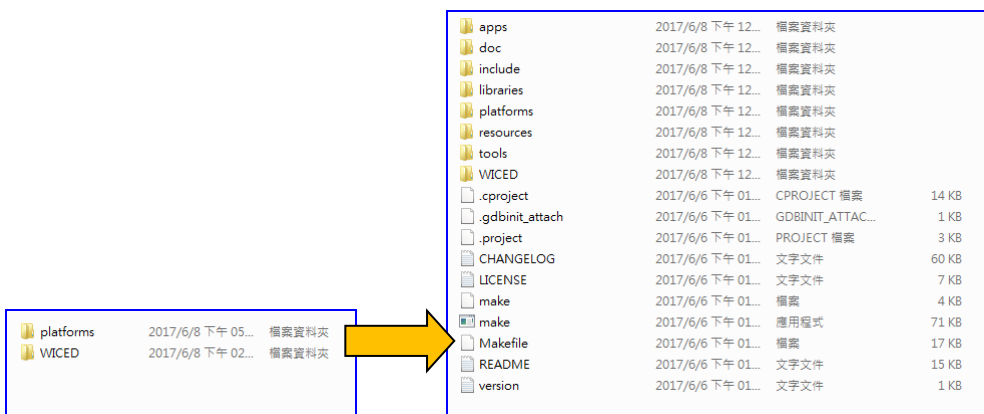 apps 2017/6/8 下午 12... 檔案資料夾
doc 2017/6/8 下午 12... 檔案資料夾
include 2017/6/8 下午 12... 檔案資料夾
libraries 2017/6/8 下午 12... 檔案資料夾
platforms 2017/6/8 下午 12... 檔案資料夾
resources 2017/6/8 下午 12... 檔案資料夾
tools 2017/6/8 下午 12... 檔案資料夾
WICED 2017/6/8 下午 12... 檔案資料夾
.cproject 2017/6/6 下午 01... CPROJECT 檔案 14 KB
.gdbinit_attach 2017/6/6 下午 01... GDBINIT_ATTAC... 1 KB
.project 2017/6/6 下午 01... PROJECT 檔案 3 KB
CHANGELOG 2017/6/6 下午 01... 文字文件 60 KB
LICENSE 2017/6/6 下午 01... 文字文件 7 KB
make 2017/6/6 下午 01... 檔案 4 KB
make 2017/6/6 下午 01... 應用程式 71 KB
Makefile 2017/6/6 下午 01... 檔案 17 KB
README 2017/6/6 下午 01... 文字文件 15 KB
version 2017/6/6 下午 01... 文字文件 1 KB
platforms 2017/6/8 下午 05... 檔案資料夾
WICED 2017/6/8 下午 02... 檔案資料夾